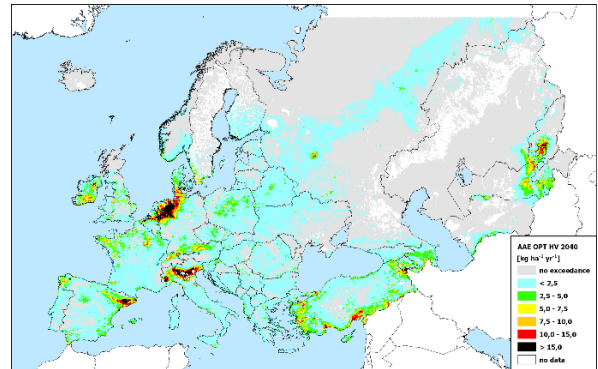 AAE OPT HV 2040
[kg ha⁻¹ yr⁻¹]
no exceedance
< 2,5
2,5 - 5,0
5,0 - 7,5
7,5 - 10,0
10,0 - 15,0
> 15,0
no data